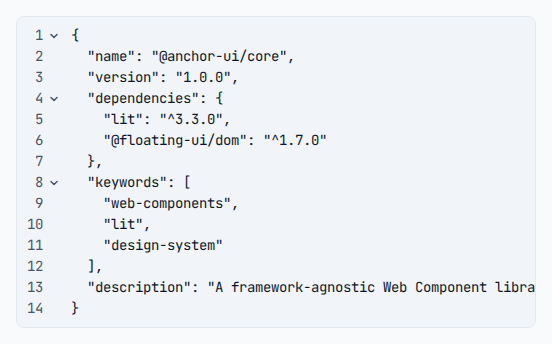 1 {
2   "name": "@anchor-ui/core",
3   "version": "1.0.0",
4   "dependencies": {
5     "lit": "^3.3.0",
6     "@floating-ui/dom": "^1.7.0"
7   },
8   "keywords": [
9     "web-components",
10     "lit",
11     "design-system"
12   ],
13   "description": "A framework-agnostic Web Component libra
14 }